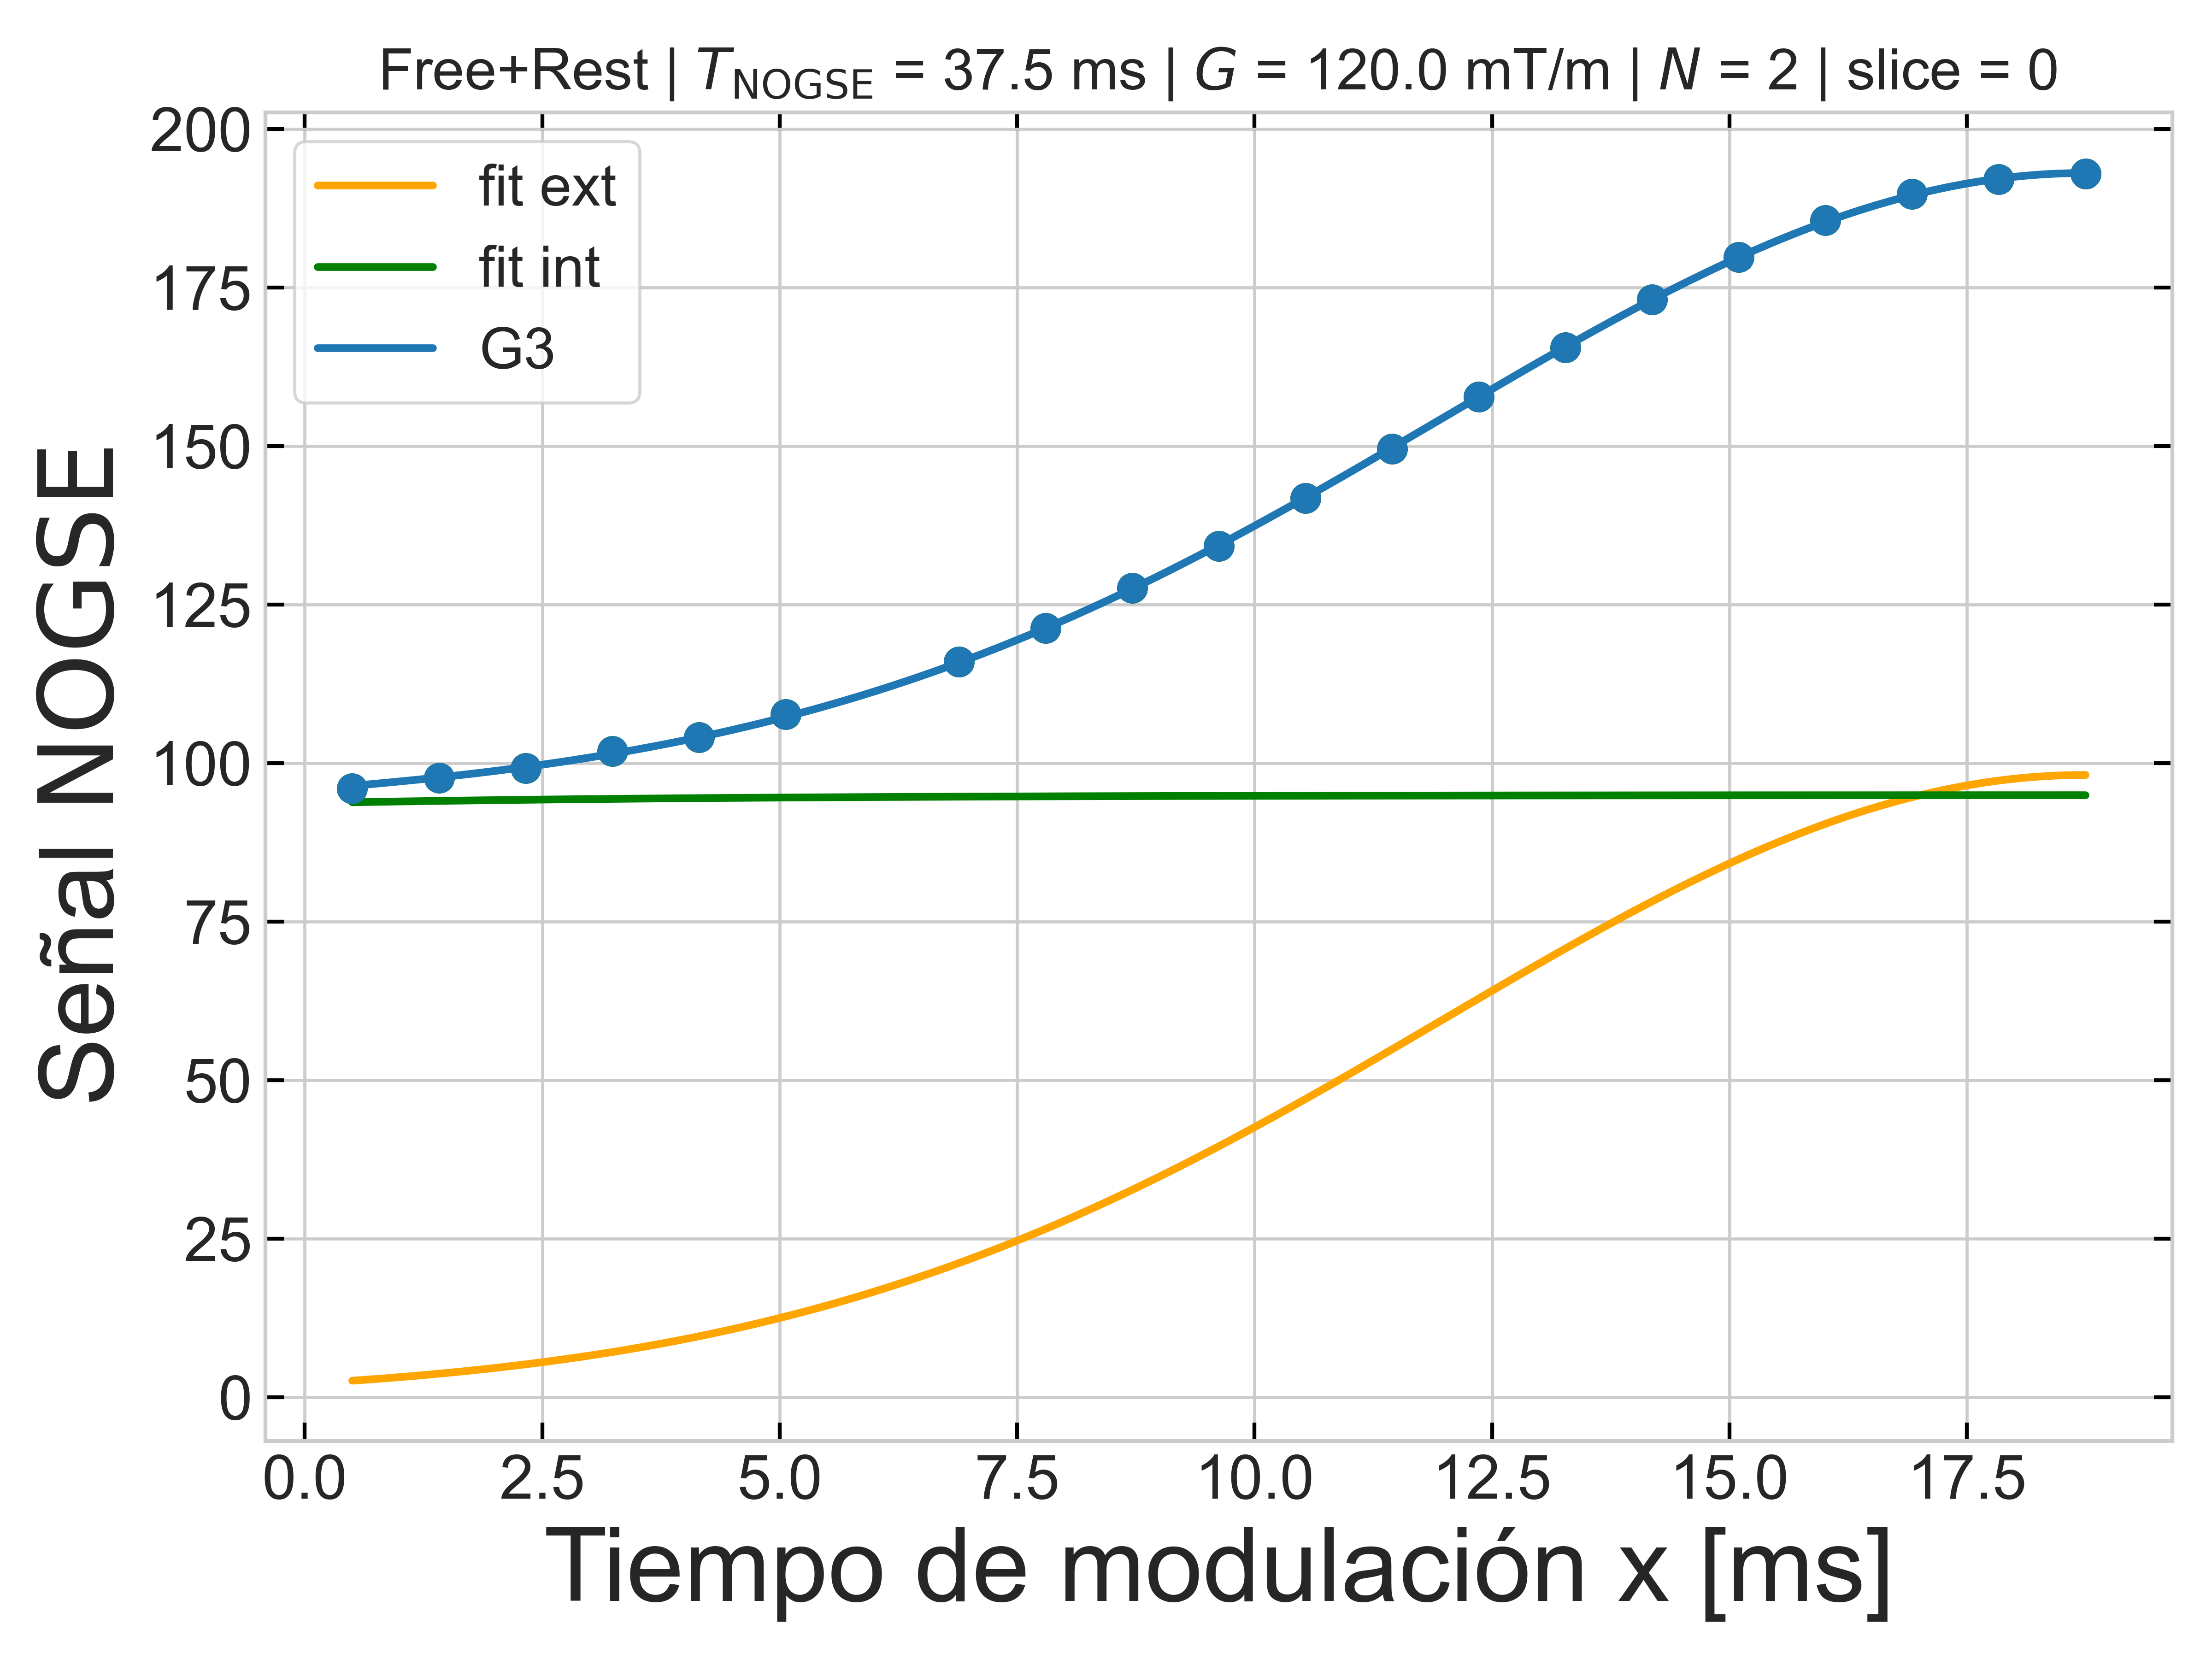 Free+Rest | T_NOGSE = 37.5 ms | G = 120.0 mT/m | N = 2 | slice = 0
200
175
150
125
100
75
50
25
0
fit ext
fit int
G3
Señal NOGSE
0.0 2.5 5.0 7.5 10.0 12.5 15.0 17.5
Tiempo de modulación x [ms]